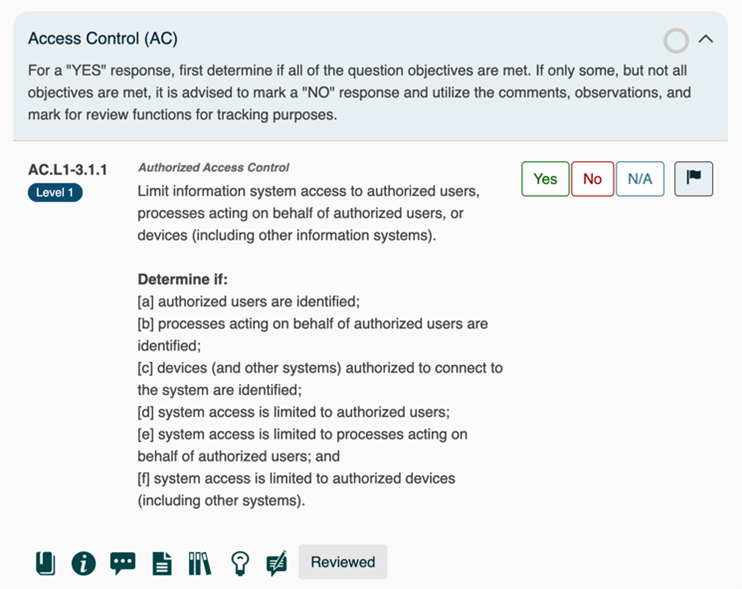 Access Control (AC)
For a "YES" response, first determine if all of the question objectives are met. If only some, but not all
objectives are met, it is advised to mark a "NO" response and utilize the comments, observations, and
mark for review functions for tracking purposes.
AC.L1-3.1.1
Level 1
Authorized Access Control
Limit information system access to authorized users,
processes acting on behalf of authorized users, or
devices (including other information systems).
Yes
No
N/A
Determine if:
[a] authorized users are identified;
[b] processes acting on behalf of authorized users are
identified;
[c] devices (and other systems) authorized to connect to
the system are identified;
[d] system access is limited to authorized users;
[e] system access is limited to processes acting on
behalf of authorized users; and
[f] system access is limited to authorized devices
(including other systems).
Reviewed